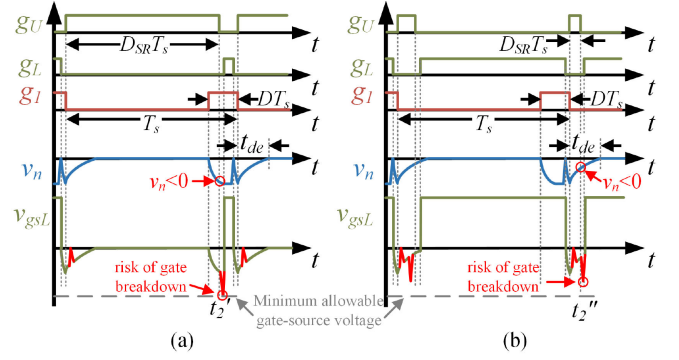 g_U
t
D_SR T_s
g_L
t
g_1
DT_s
t
T_s
t_de
v_n
t
v_n<0
v_gsL
t
risk of gate
breakdown
t_2'
(a)
Minimum allowable
gate-source voltage
g_U
t
D_SR T_s
g_L
t
g_1
DT_s
t
T_s
t_de
v_n
t
v_n<0
v_gsL
t
risk of gate
breakdown
t_2"
(b)